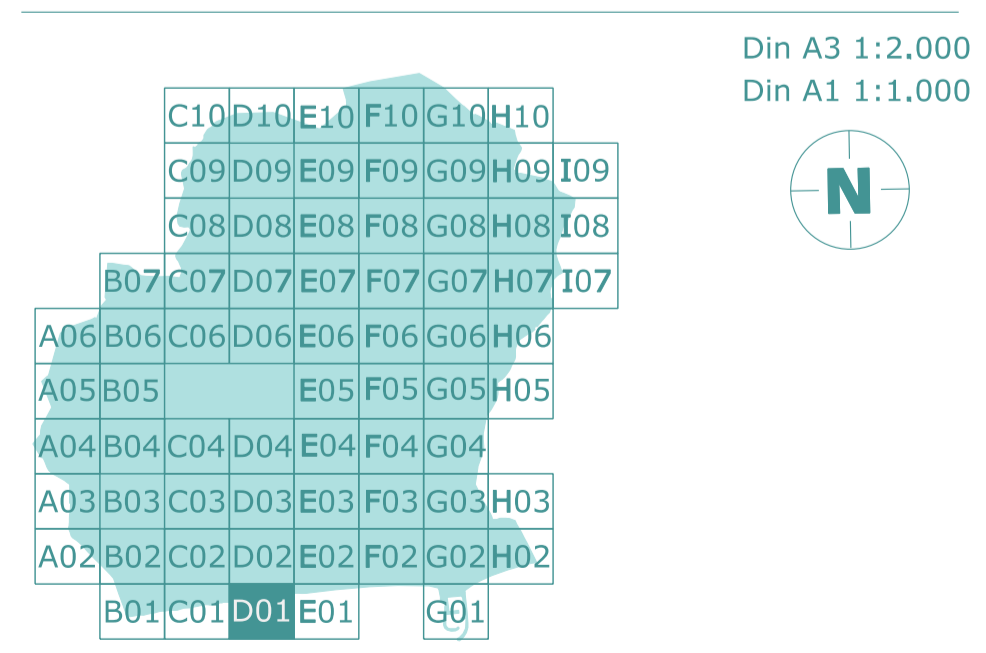 Din A3 1:2.000
Din A1 1:1.000
N
C10 D10 E10 F10 G10 H10
C09 D09 E09 F09 G09 H09 I09
C08 D08 E08 F08 G08 H08 I08
B07 C07 D07 E07 F07 G07 H07 I07
A06 B06 C06 D06 E06 F06 G06 H06
A05 B05 E05 F05 G05 H05
A04 B04 C04 D04 E04 F04 G04
A03 B03 C03 D03 E03 F03 G03 H03
A02 B02 C02 D02 E02 F02 G02 H02
B01 C01 D01 E01 G01